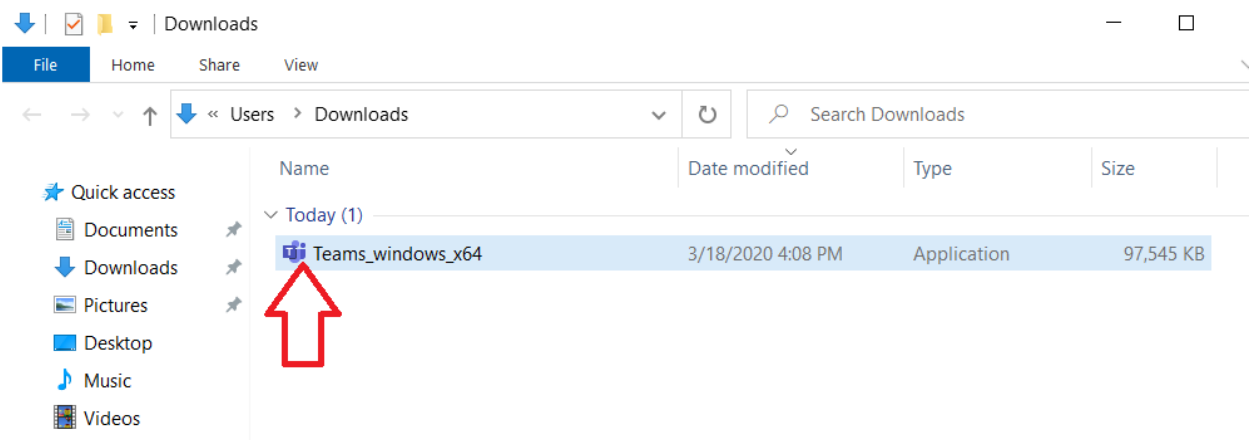 Downloads
File Home Share View
« Users > Downloads
Search Downloads
Name Date modified Type Size
Quick access
Today (1)
Documents
Teams_windows_x64 3/18/2020 4:08 PM Application 97,545 KB
Downloads
Pictures
Desktop
Music
Videos